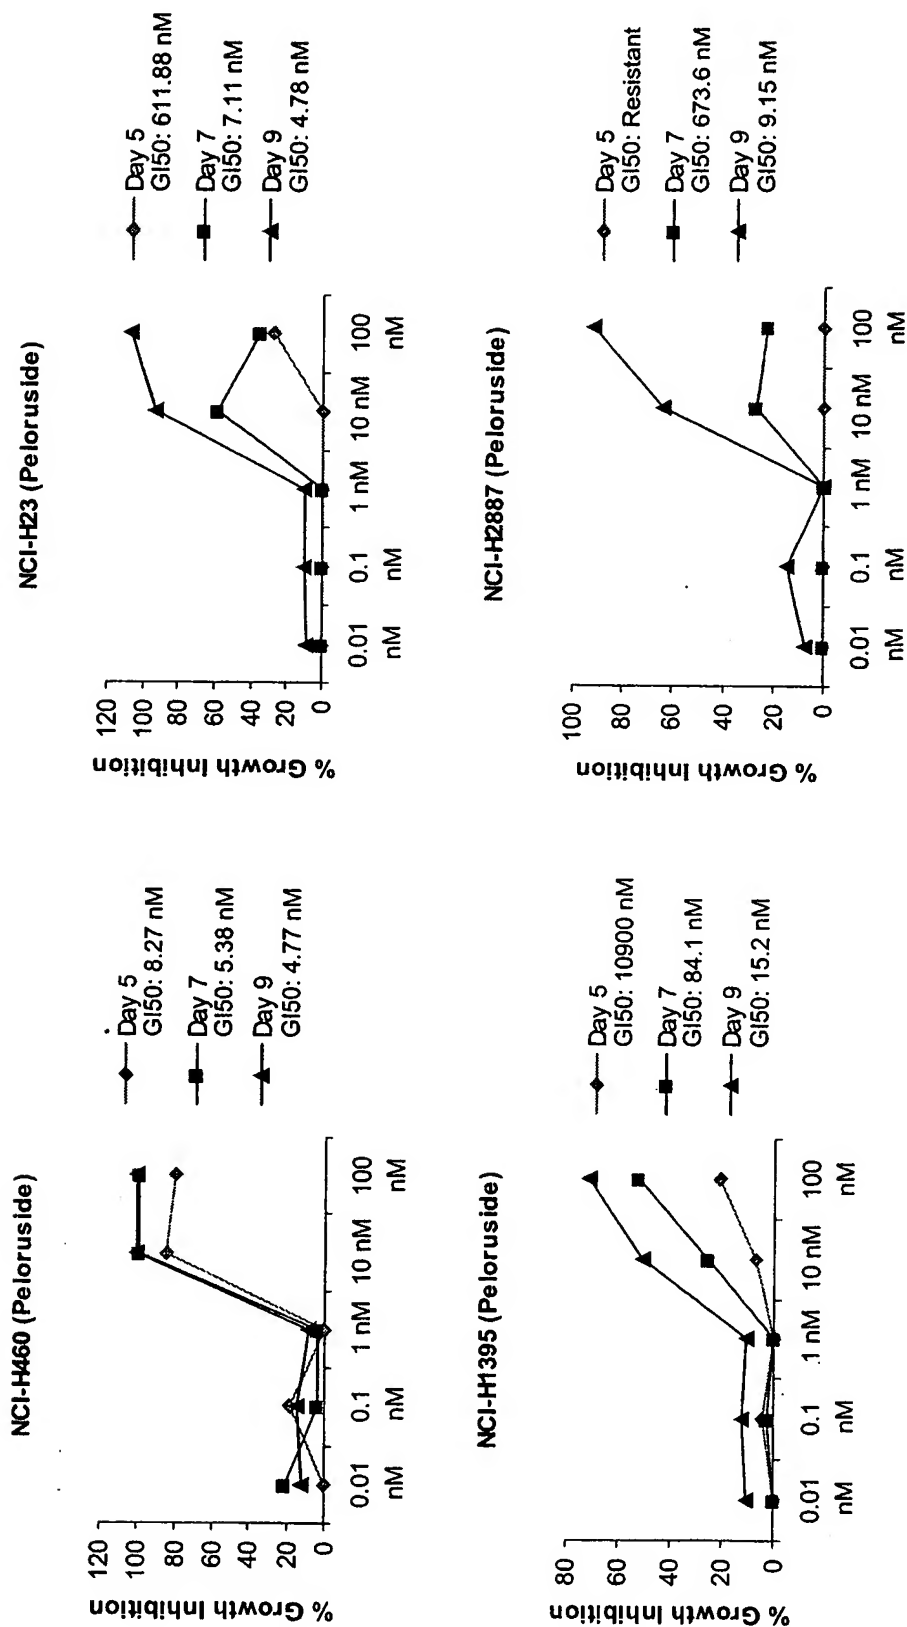 NCI-H460 (Peloruside)
% Growth Inhibition
120
100
80
60
40
20
0
0.01 nM
0.1 nM
1 nM
10 nM
100 nM
Day 5
GI50: 8.27 nM
Day 7
GI50: 5.38 nM
Day 9
GI50: 4.77 nM
NCI-H23 (Peloruside)
% Growth Inhibition
120
100
80
60
40
20
0
0.01 nM
0.1 nM
1 nM
10 nM
100 nM
Day 5
GI50: 611.88 nM
Day 7
GI50: 7.11 nM
Day 9
GI50: 4.78 nM
NCI-H1395 (Peloruside)
% Growth Inhibition
80
60
40
20
0
0.01 nM
0.1 nM
.1 nM
10 nM
100 nM
Day 5
GI50: 10900 nM
Day 7
GI50: 84.1 nM
Day 9
GI50: 15.2 nM
NCI-H2887 (Peloruside)
% Growth Inhibition
100
80
60
40
20
0
0.01 nM
0.1 nM
1 nM
10 nM
100 nM
Day 5
GI50: Resistant
Day 7
GI50: 673.6 nM
Day 9
GI50: 9.15 nM